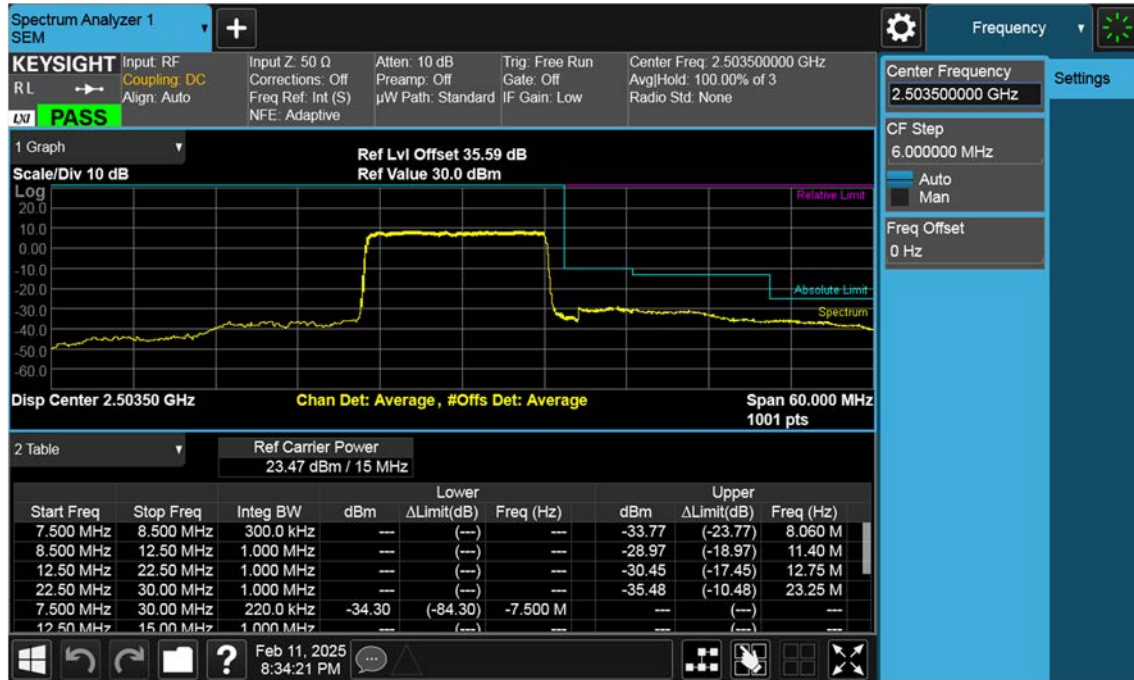 Spectrum Analyzer 1
SEM
Frequency
KEYSIGHT
R L
LXI PASS
Input: RF
Coupling: DC
Align: Auto
Input Z: 50 Ω
Corrections: Off
Freq Ref: Int (S)
NFE: Adaptive
Atten: 10 dB
Preamp: Off
µW Path: Standard
Trig: Free Run
Gate: Off
IF Gain: Low
Center Freq: 2.503500000 GHz
Avg|Hold: 100.00% of 3
Radio Std: None
Center Frequency
2.503500000 GHz
Settings
CF Step
6.000000 MHz
Auto
Man
Freq Offset
0 Hz
1 Graph
Scale/Div 10 dB
Ref Lvl Offset 35.59 dB
Ref Value 30.0 dBm
Log
20.0
10.0
0.00
-10.0
-20.0
-30.0
-40.0
-50.0
-60.0
Relative Limit
Absolute Limit
Spectrum
Disp Center 2.50350 GHz
Chan Det: Average, #Offs Det: Average
Span 60.000 MHz
1001 pts
2 Table
Ref Carrier Power
23.47 dBm / 15 MHz
Lower Upper
Start Freq Stop Freq Integ BW dBm ΔLimit(dB) Freq (Hz) dBm ΔLimit(dB) Freq (Hz)
7.500 MHz 8.500 MHz 300.0 kHz --- (---) --- -33.77 (-23.77) 8.060 M
8.500 MHz 12.50 MHz 1.000 MHz --- (---) --- -28.97 (-18.97) 11.40 M
12.50 MHz 22.50 MHz 1.000 MHz --- (---) --- -30.45 (-17.45) 12.75 M
22.50 MHz 30.00 MHz 1.000 MHz --- (---) --- -35.48 (-10.48) 23.25 M
7.500 MHz 30.00 MHz 220.0 kHz -34.30 (-84.30) -7.500 M --- (---) ---
12.50 MHz 15.00 MHz 1.000 MHz --- (---) --- --- (---) ---
Feb 11, 2025
8:34:21 PM